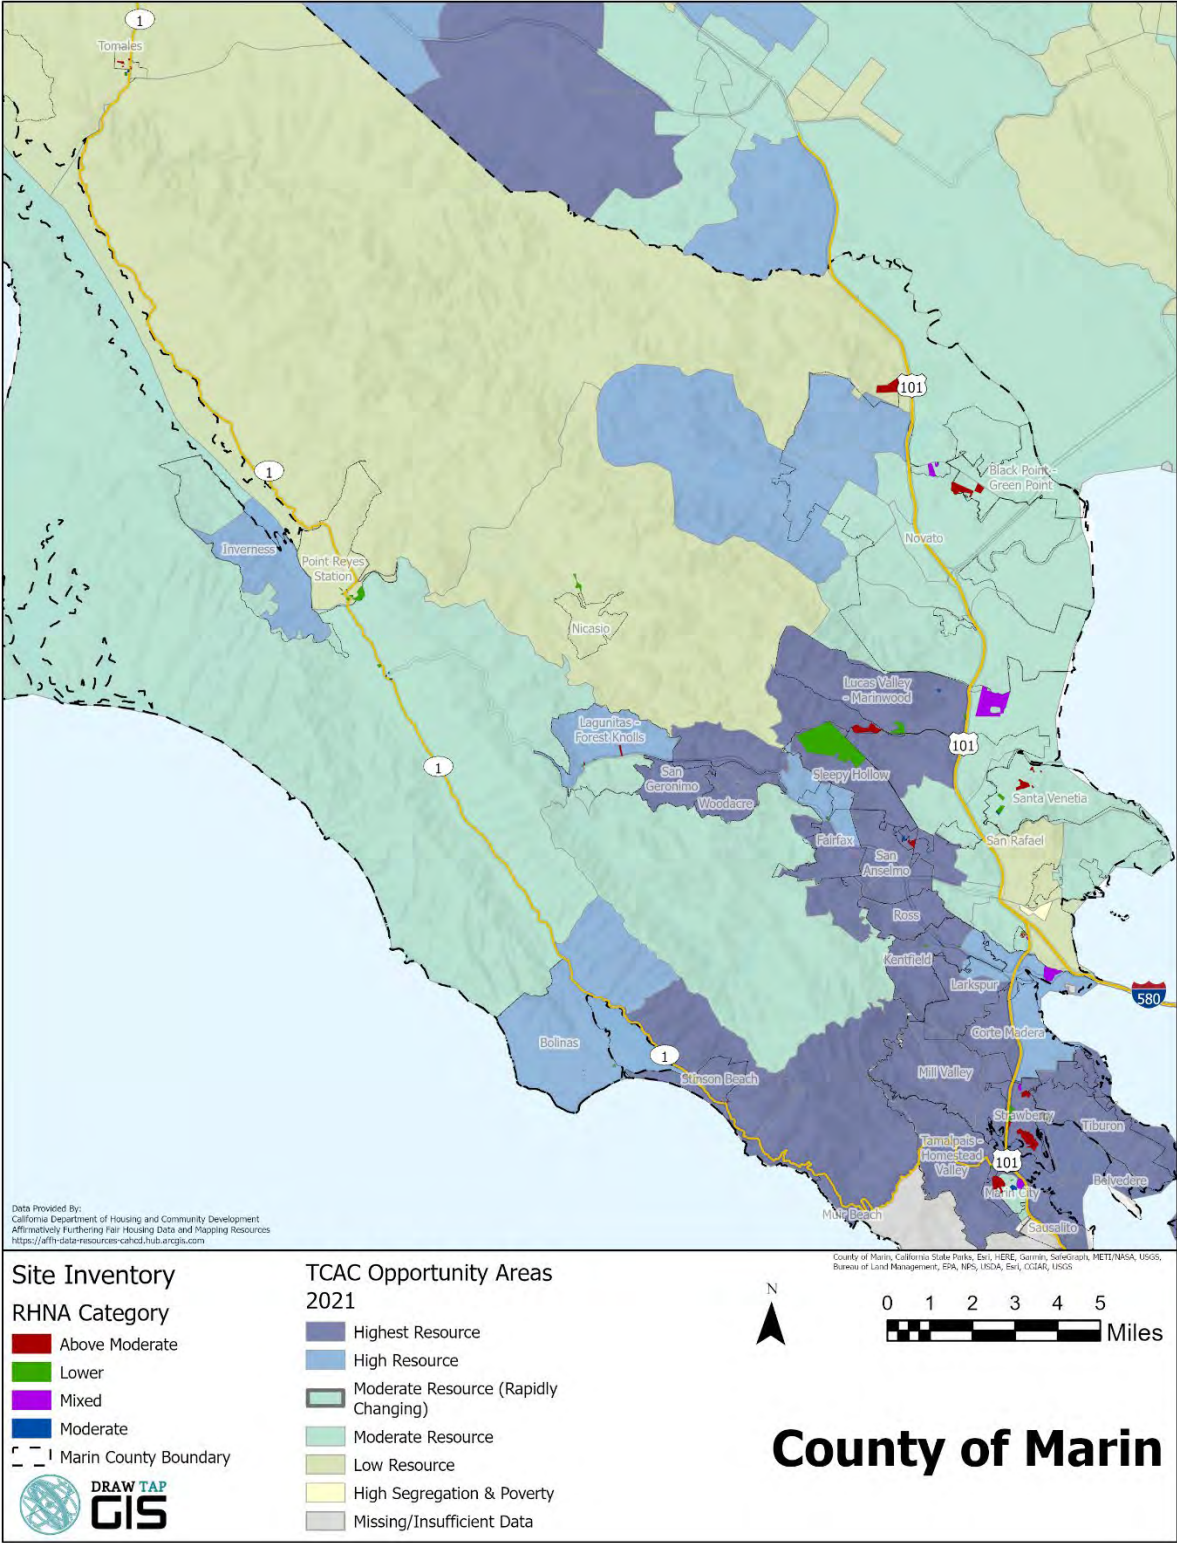 1
Tomales
101
Black Point-
Green Point
1
Novato
Inverness
Point Reyes
Station
Nicasio
Lucas Valley
- Marinwood
Lagunitas -
Forest Knolls
101
1
San
Geronimo
Sleepy Hollow
Woodacre
Santa Venetia
Fairfax
San Rafael
San
Anselmo
Ross
Kentfield
Larkspur
580
Bolinas
Corte Madera
1
Stinson Beach
Mill Valley
Strawberry
Tiburon
Tamalpais -
Homestead
Valley
101
Belvedere
Marin City
Muir Beach
Sausalito
Data Provided By:
California Department of Housing and Community Development
Affirmatively Furthering Fair Housing Data and Mapping Resources
https://affh-data-resources-cahcd.hub.arcgis.com
County of Marin, California State Parks, Esri, HERE, Garmin, SafeGraph, METI/NASA, USGS,
Bureau of Land Management, EPA, NPS, USDA, Esri, CGIAR, USGS
Site Inventory
RHNA Category
Above Moderate
Lower
Mixed
Moderate
Marin County Boundary
DRAW TAP
GIS
TCAC Opportunity Areas
2021
Highest Resource
High Resource
Moderate Resource (Rapidly
Changing)
Moderate Resource
Low Resource
High Segregation & Poverty
Missing/Insufficient Data
N
0 1 2 3 4 5
Miles
County of Marin